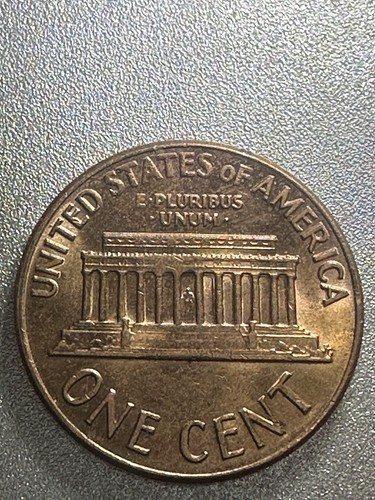 UNITED STATES OF AMERICA
E·PLURIBUS
·UNUM·
ONE CENT